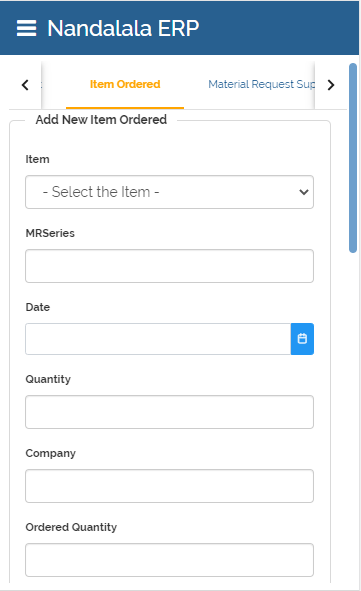 Nandalala ERP
Item Ordered
Material Request Sup
Add New Item Ordered
Item
- Select the Item -
MRSeries
Date
Quantity
Company
Ordered Quantity